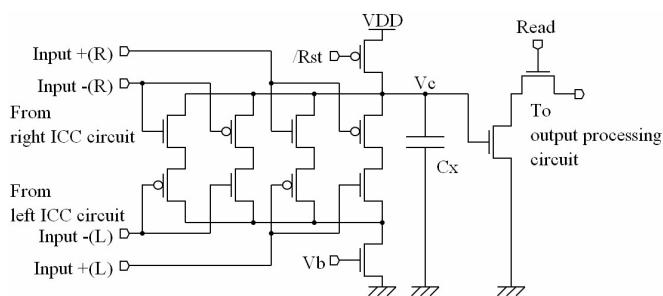 VDD
Read
Input +(R)
/Rst
Input -(R)
Vc
From
right ICC circuit
To
output processing
circuit
Cx
From
left ICC circuit
Input -(L)
Input +(L)
Vb